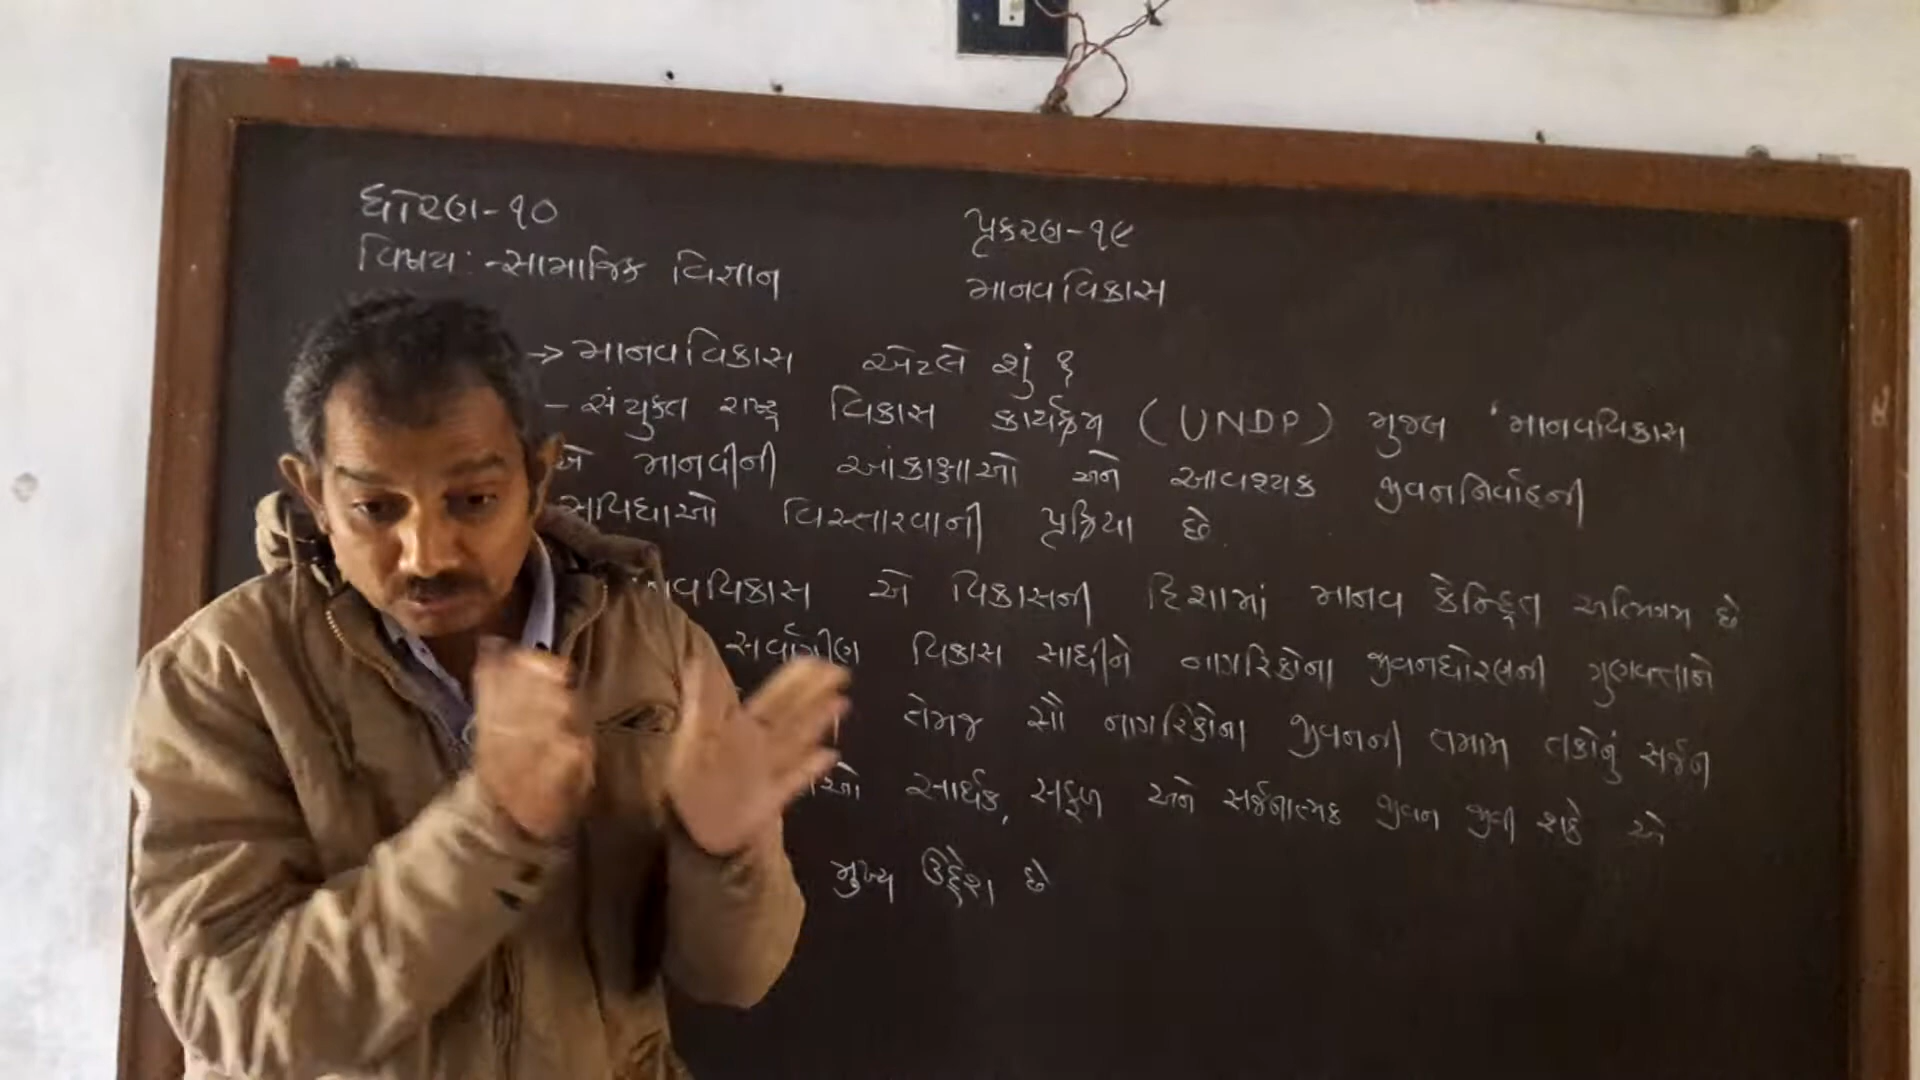 ધોરણ-૧૦
વિષય:-સામાજિક વિજ્ઞાન
પ્રકરણ-૧૯
માનવવિકાસ
→ માનવવિકાસ એટલે શું ?
- સંયુક્ત રાષ્ટ્ર વિકાસ કાર્યક્રમ (UNDP) મુજબ 'માનવવિકાસ
એ માનવીની આંકાક્ષાઓ અને આવશ્યક જીવનનિર્વાહની
સુવિધાઓ વિસ્તારવાની પ્રક્રિયા છે.
એ વિકાસની દિશામાં માનવ કેન્દ્રિત અભિગમ છે
સર્વાંગીણ વિકાસ સાધીને નાગરિકોના જીવનધોરણની ગુણવત્તાને
તેમજ સૌ નાગરિકોના જીવનની તમામ તકોનું સર્જન
સાર્થક, સફળ અને સર્જનાત્મક જીવન જીવી શકે એ
મુખ્ય ઉદ્દેશ છે